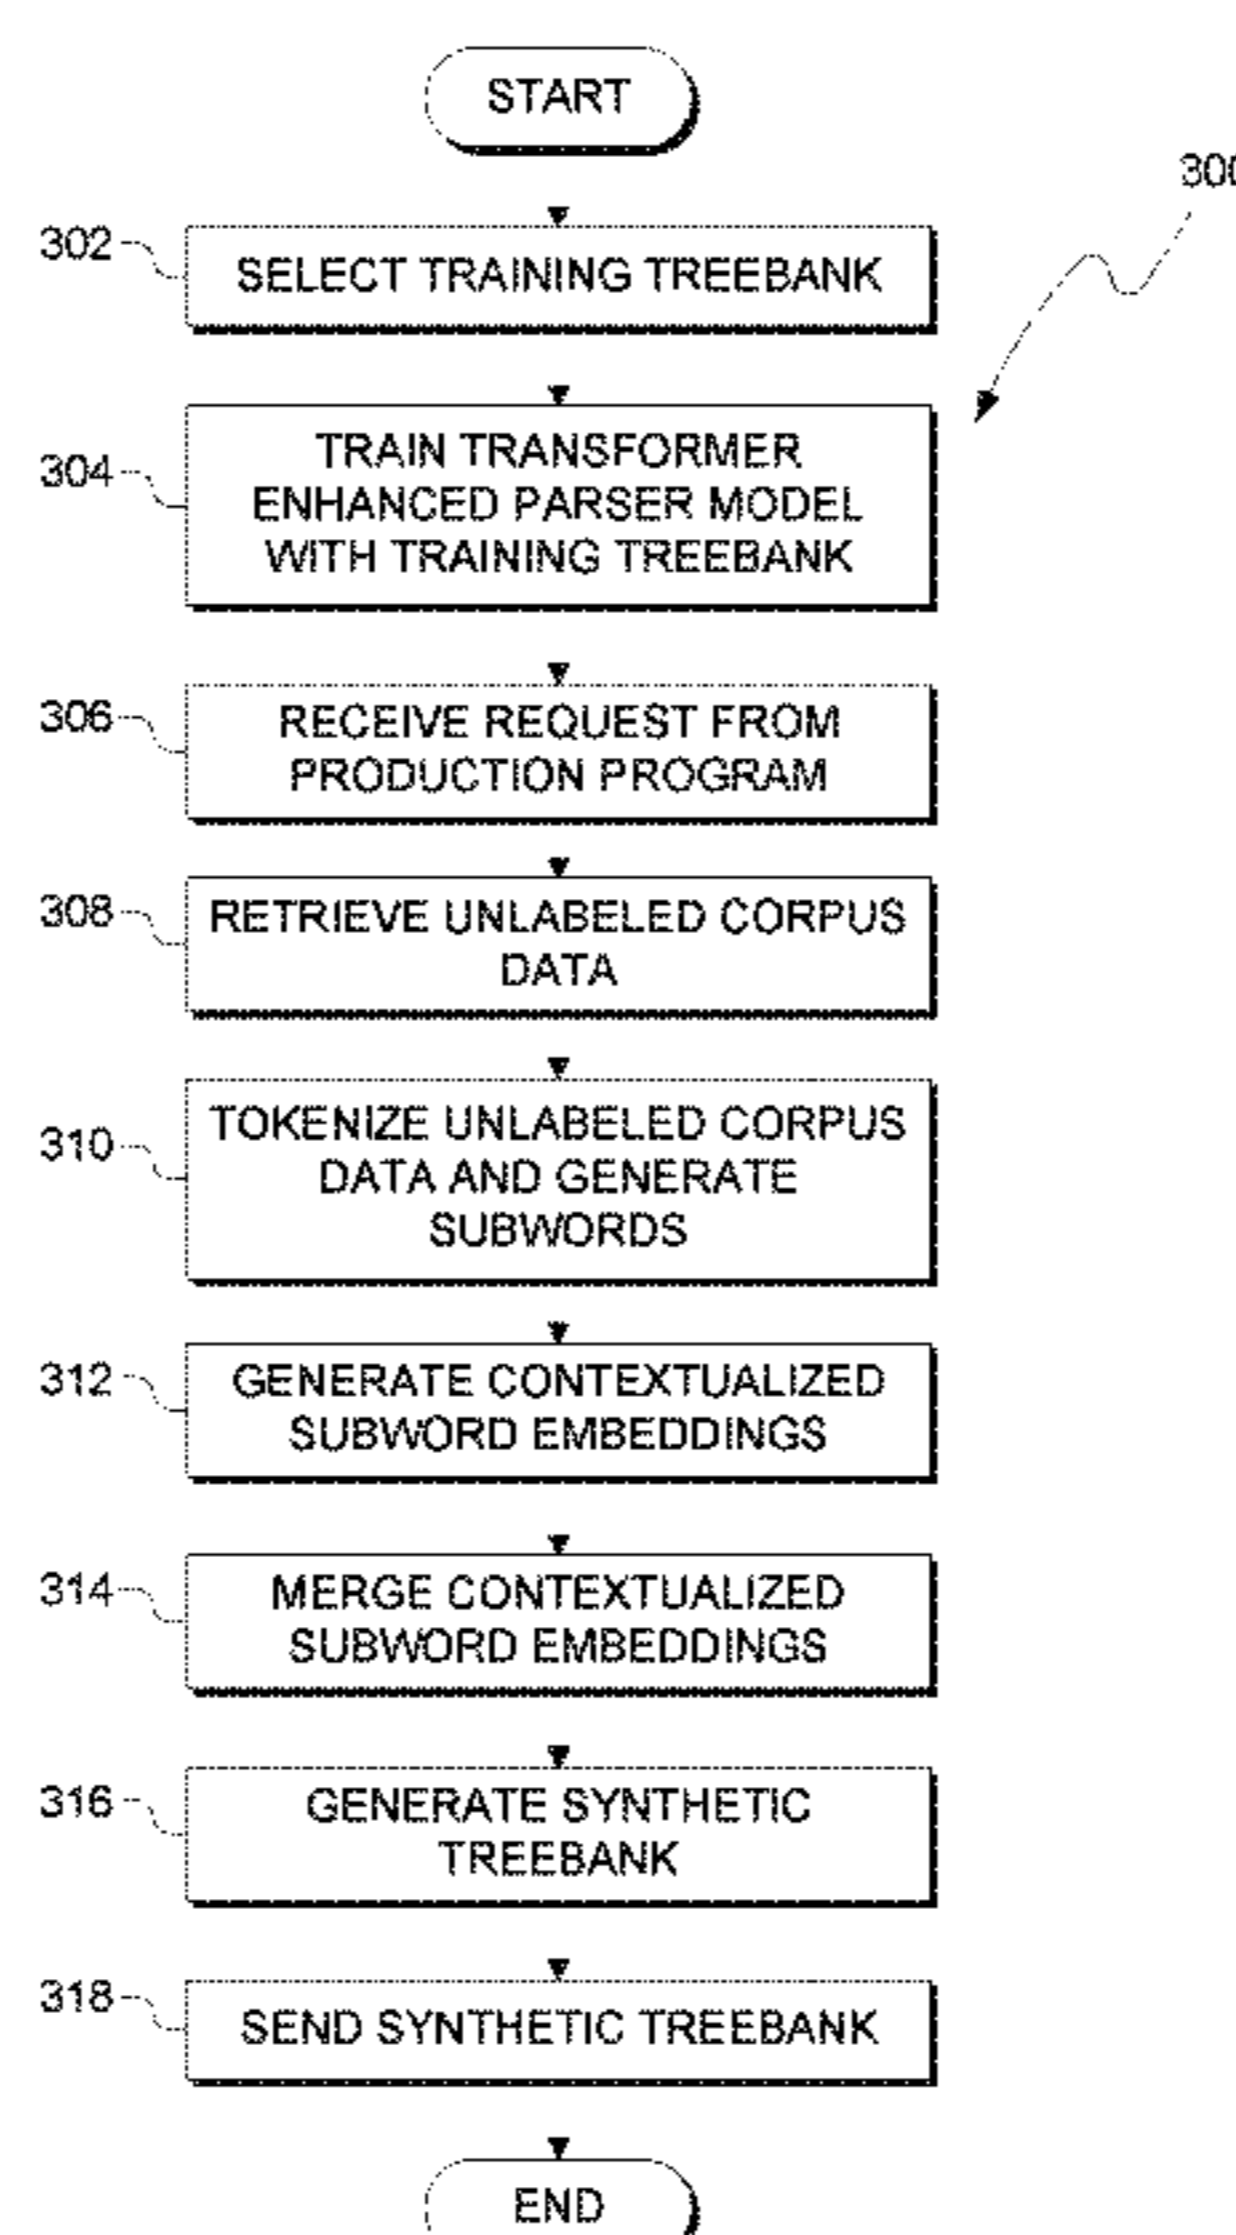 START
300
302
SELECT TRAINING TREEBANK
304
TRAIN TRANSFORMER
ENHANCED PARSER MODEL
WITH TRAINING TREEBANK
306
RECEIVE REQUEST FROM
PRODUCTION PROGRAM
308
RETRIEVE UNLABELED CORPUS
DATA
310
TOKENIZE UNLABELED CORPUS
DATA AND GENERATE
SUBWORDS
312
GENERATE CONTEXTUALIZED
SUBWORD EMBEDDINGS
314
MERGE CONTEXTUALIZED
SUBWORD EMBEDDINGS
316
GENERATE SYNTHETIC
TREEBANK
318
SEND SYNTHETIC TREEBANK
END